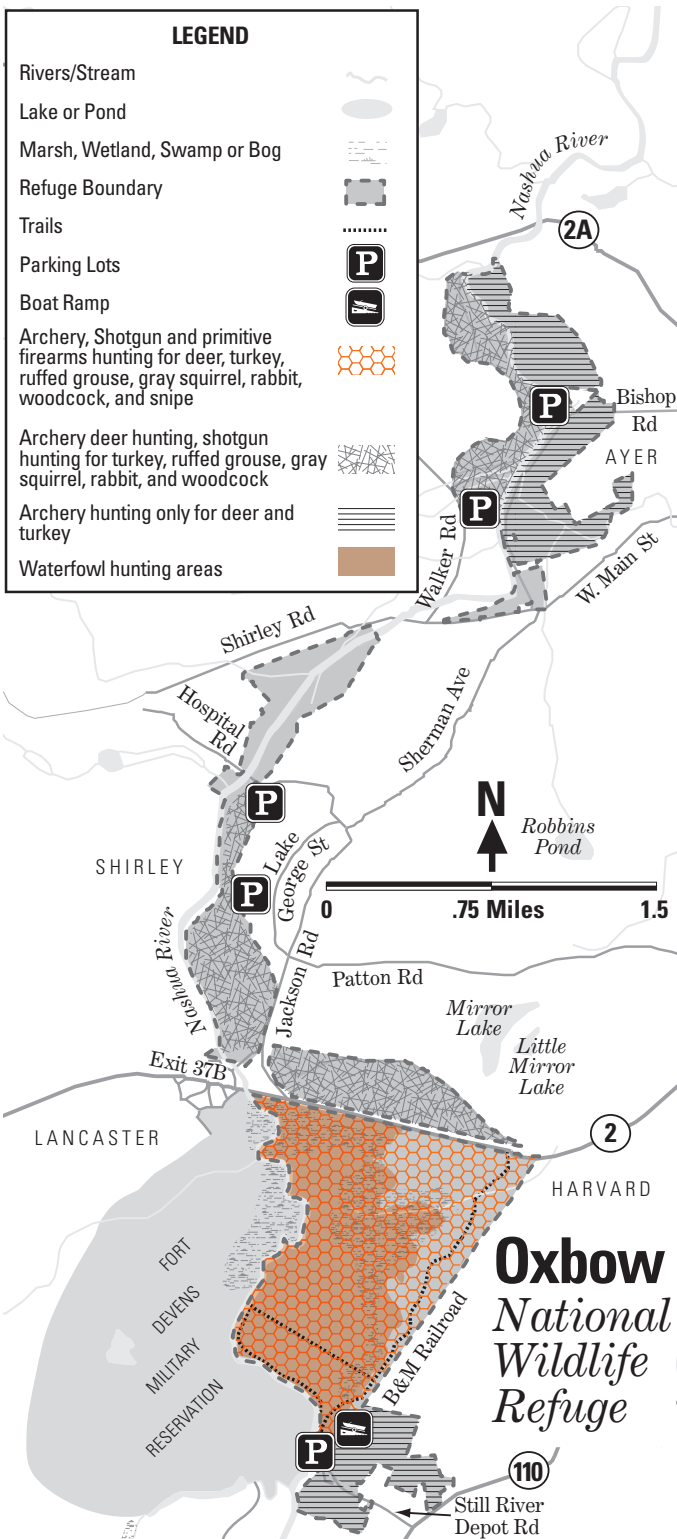 LEGEND
Rivers/Stream
Lake or Pond
Marsh, Wetland, Swamp or Bog
Refuge Boundary
Trails
Parking Lots
P
Boat Ramp
Archery, Shotgun and primitive
firearms hunting for deer, turkey,
ruffed grouse, gray squirrel, rabbit,
woodcock, and snipe
Archery deer hunting, shotgun
hunting for turkey, ruffed grouse, gray
squirrel, rabbit, and woodcock
Archery hunting only for deer and
turkey
Waterfowl hunting areas
Nashua River
2A
P
Bishop
Rd
AYER
P
Walker Rd
W. Main St
Shirley Rd
Hospital
Rd
Sherman Ave
P
N
Robbins
Pond
Lake
George St
SHIRLEY
P
0 .75 Miles 1.5
Nashua River
Jackson Rd
Patton Rd
Mirror
Lake
Little
Mirror
Lake
Exit 37B
LANCASTER
2
HARVARD
FORT
DEVENS
MILITARY
RESERVATION
B&M Railroad
Oxbow
National
Wildlife
Refuge
P
110
Still River
Depot Rd